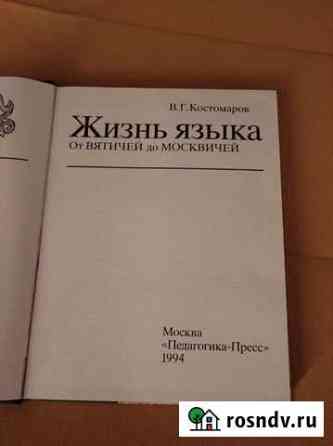 В.Г.Костомаров
Жизнь языка
От ВЯТИЧЕЙ до МОСКВИЧЕЙ
Москва
«Педагогика-Пресс»
1994
rosndv.ru